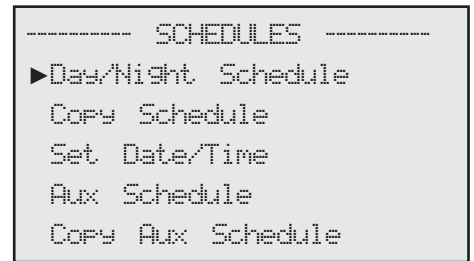 ---------- SCHEDULES ----------
►Day/Night Schedule
Copy Schedule
Set Date/Time
Aux Schedule
Copy Aux Schedule